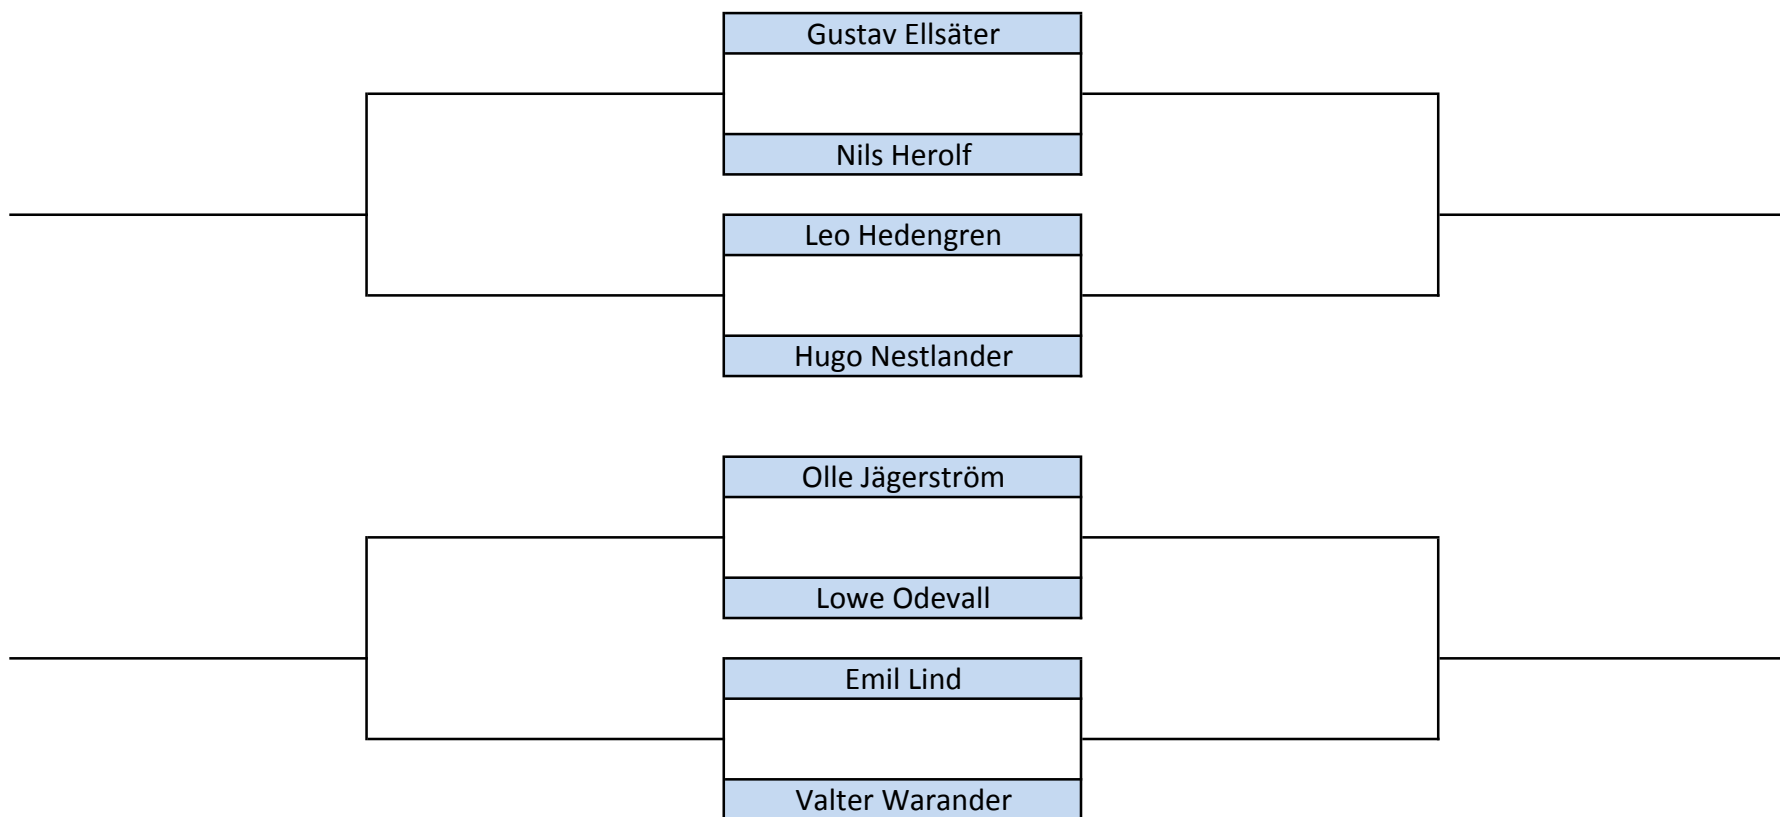 Gustav Ellsäter
Nils Herolf
Leo Hedengren
Hugo Nestlander
Olle Jägerström
Lowe Odevall
Emil Lind
Valter Warander